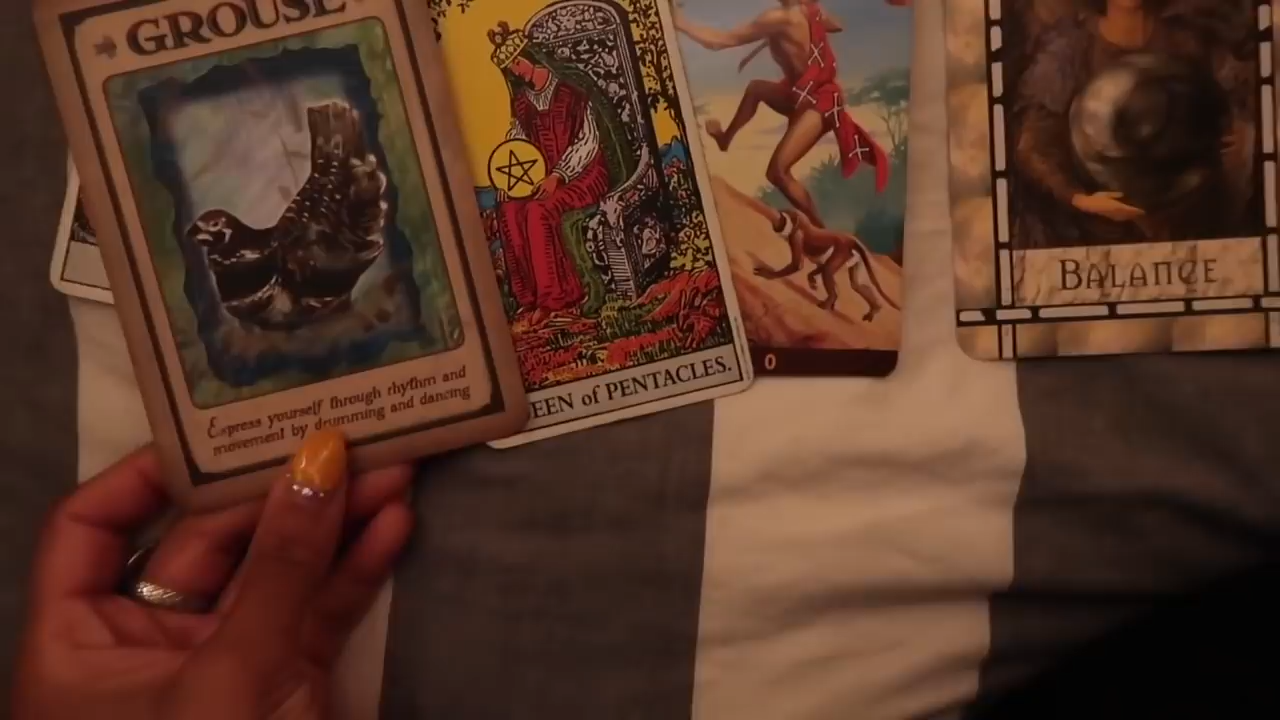 GROUSE
Express yourself through rhythm and
movement by drumming and dancing
EEN of PENTACLES.
0
BALANCE